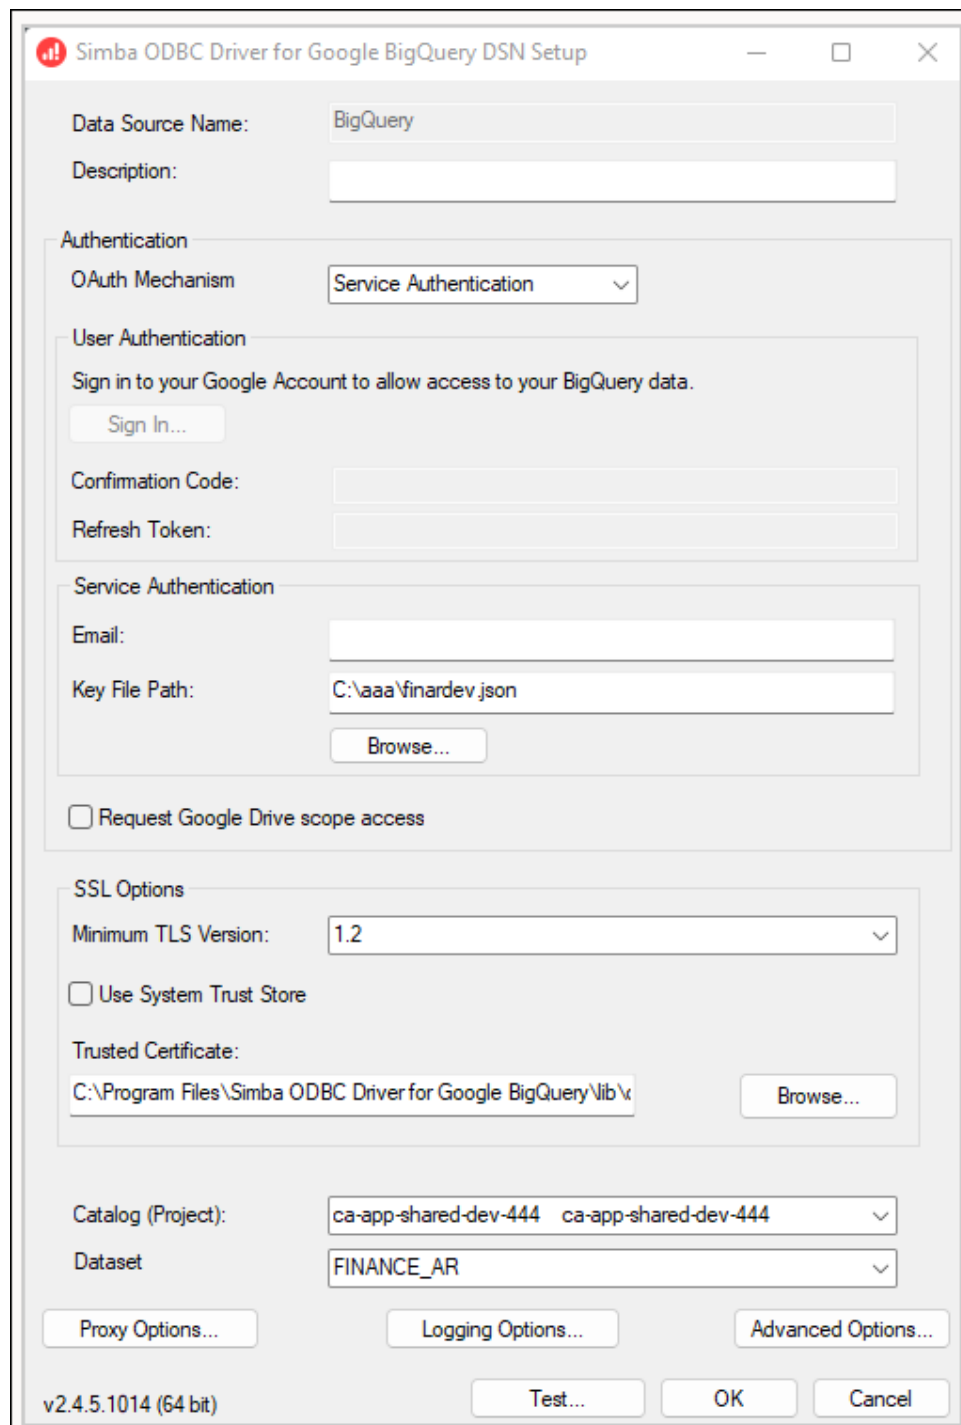 Simba ODBC Driver for Google BigQuery DSN Setup
Data Source Name: BigQuery
Description:
Authentication
OAuth Mechanism Service Authentication
User Authentication
Sign in to your Google Account to allow access to your BigQuery data.
Sign In...
Confirmation Code:
Refresh Token:
Service Authentication
Email:
Key File Path: C:\aaa\finardev.json
Browse...
Request Google Drive scope access
SSL Options
Minimum TLS Version: 1.2
Use System Trust Store
Trusted Certificate:
C:\Program Files\Simba ODBC Driver for Google BigQuery\lib\ Browse...
Catalog (Project): ca-app-shared-dev-444 ca-app-shared-dev-444
Dataset FINANCE_AR
Proxy Options... Logging Options... Advanced Options...
v2.4.5.1014 (64 bit) Test... OK Cancel